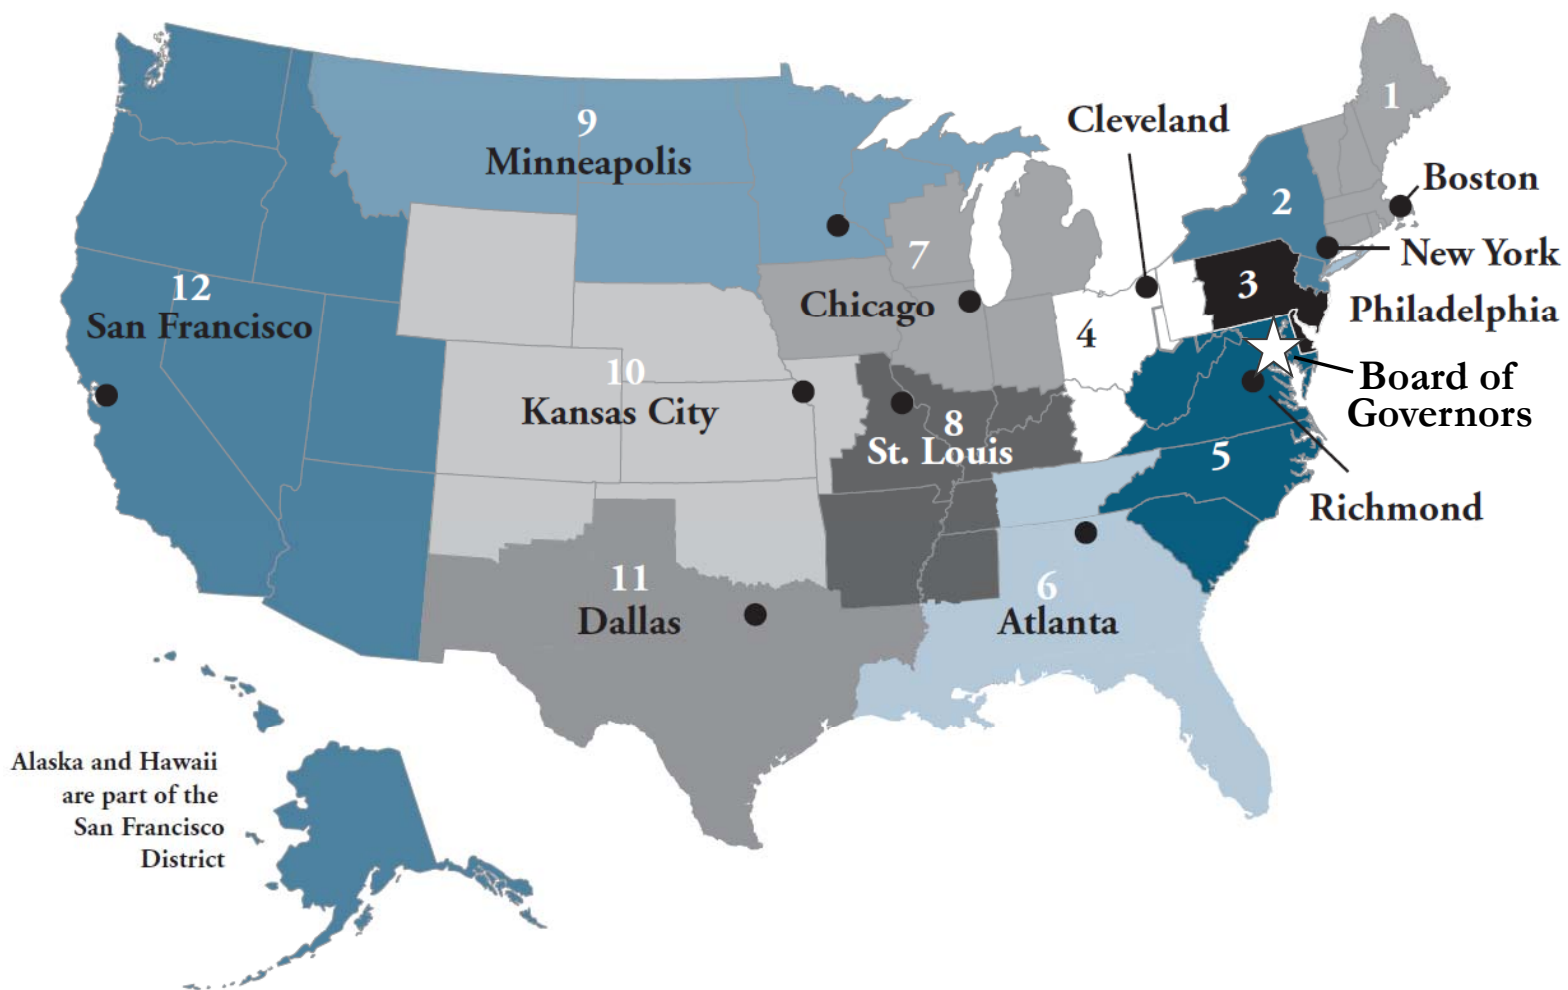 1
Cleveland
9
Minneapolis
Boston
2
New York
7
12
San Francisco
Chicago
3
Philadelphia
4
10
Kansas City
Board of
Governors
8
St. Louis
5
Richmond
11
Dallas
6
Atlanta
Alaska and Hawaii
are part of the
San Francisco
District